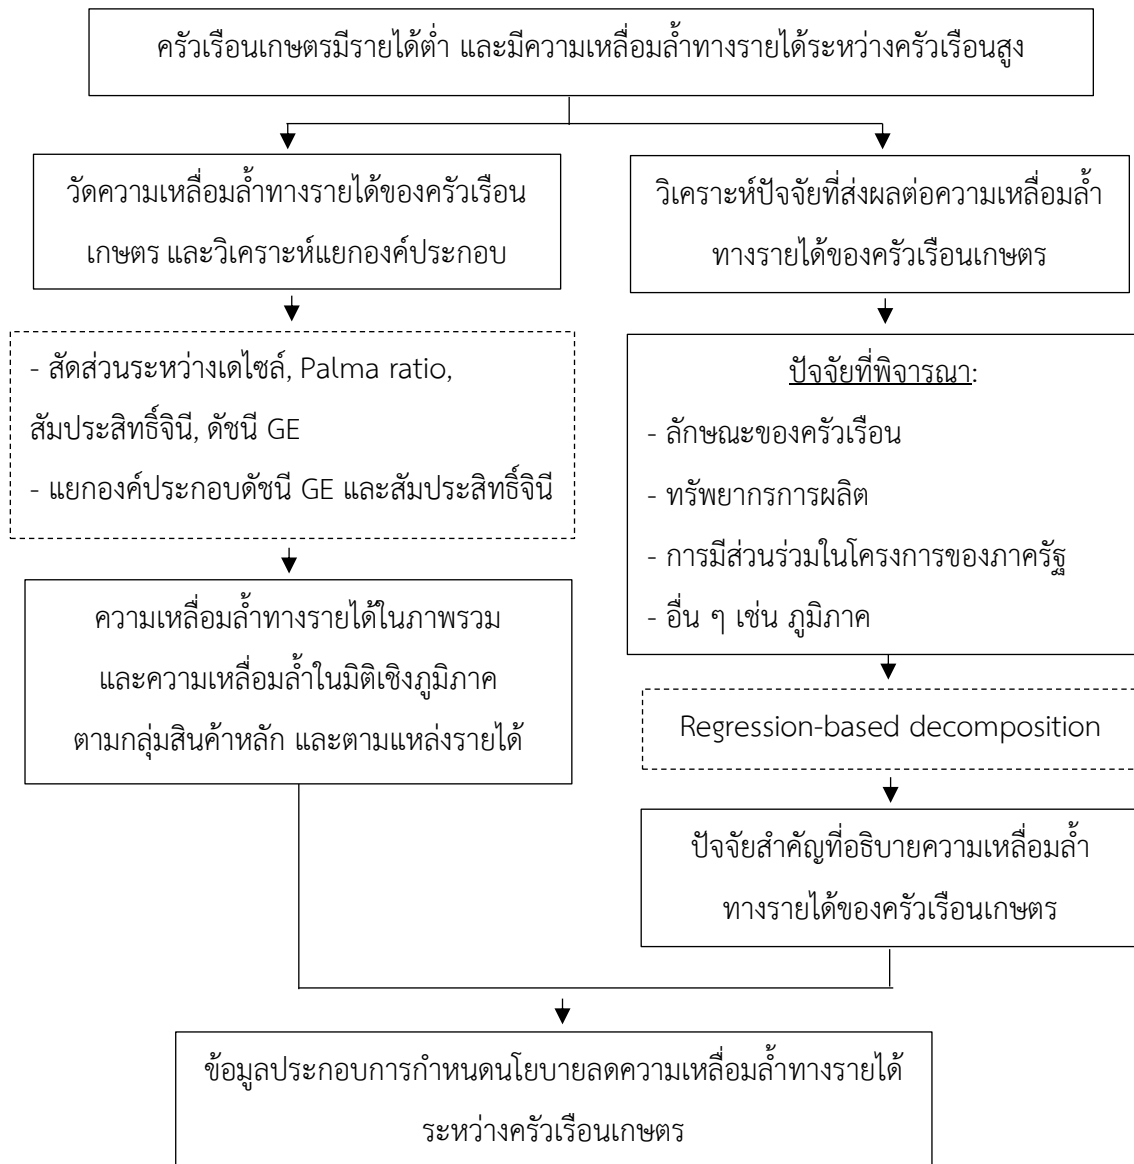 ครัวเรือนเกษตรมีรายได้ต่ำ และมีความเหลื่อมล้ำทางรายได้ระหว่างครัวเรือนสูง
วัดความเหลื่อมล้ำทางรายได้ของครัวเรือน
เกษตร และวิเคราะห์แยกองค์ประกอบ
- สัดส่วนระหว่างเดไซล์, Palma ratio,
สัมประสิทธิ์จินี, ดัชนี GE
- แยกองค์ประกอบดัชนี GE และสัมประสิทธิ์จินี
ความเหลื่อมล้ำทางรายได้ในภาพรวม
และความเหลื่อมล้ำในมิติเชิงภูมิภาค
ตามกลุ่มสินค้าหลัก และตามแหล่งรายได้
วิเคราะห์ปัจจัยที่ส่งผลต่อความเหลื่อมล้ำ
ทางรายได้ของครัวเรือนเกษตร
ปัจจัยที่พิจารณา:
- ลักษณะของครัวเรือน
- ทรัพยากรการผลิต
- การมีส่วนร่วมในโครงการของภาครัฐ
- อื่น ๆ เช่น ภูมิภาค
Regression-based decomposition
ปัจจัยสำคัญที่อธิบายความเหลื่อมล้ำ
ทางรายได้ของครัวเรือนเกษตร
ข้อมูลประกอบการกำหนดนโยบายลดความเหลื่อมล้ำทางรายได้
ระหว่างครัวเรือนเกษตร